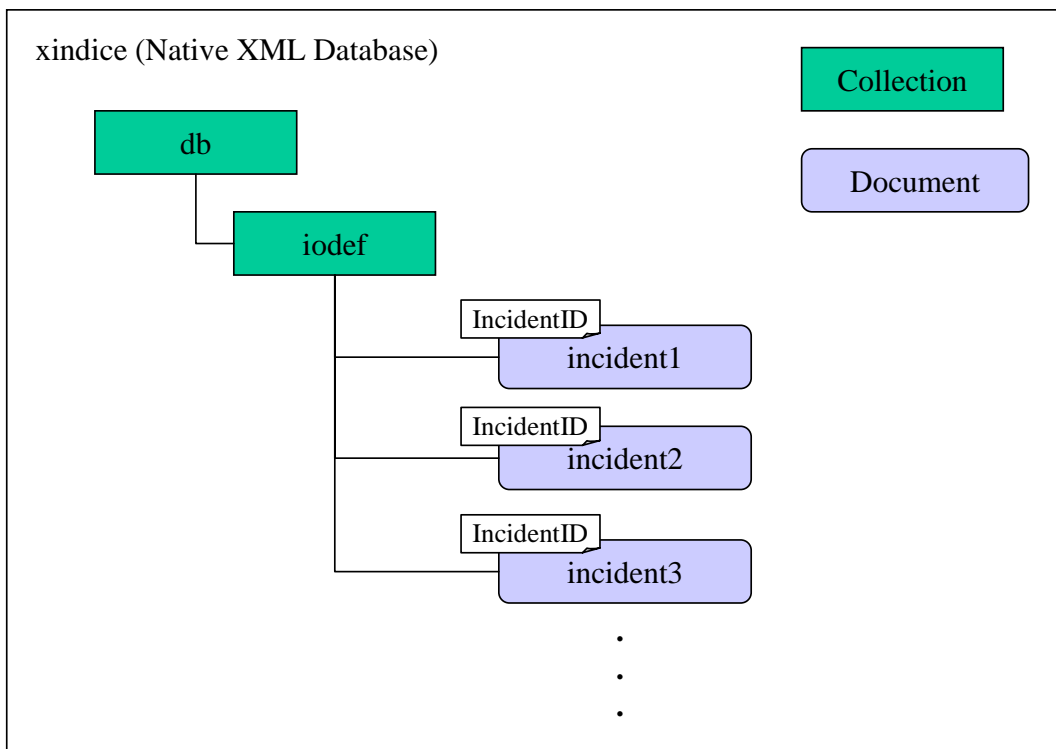 xindice (Native XML Database)
Collection
db
Document
iodef
IncidentID
incident1
IncidentID
incident2
IncidentID
incident3
.
.
.